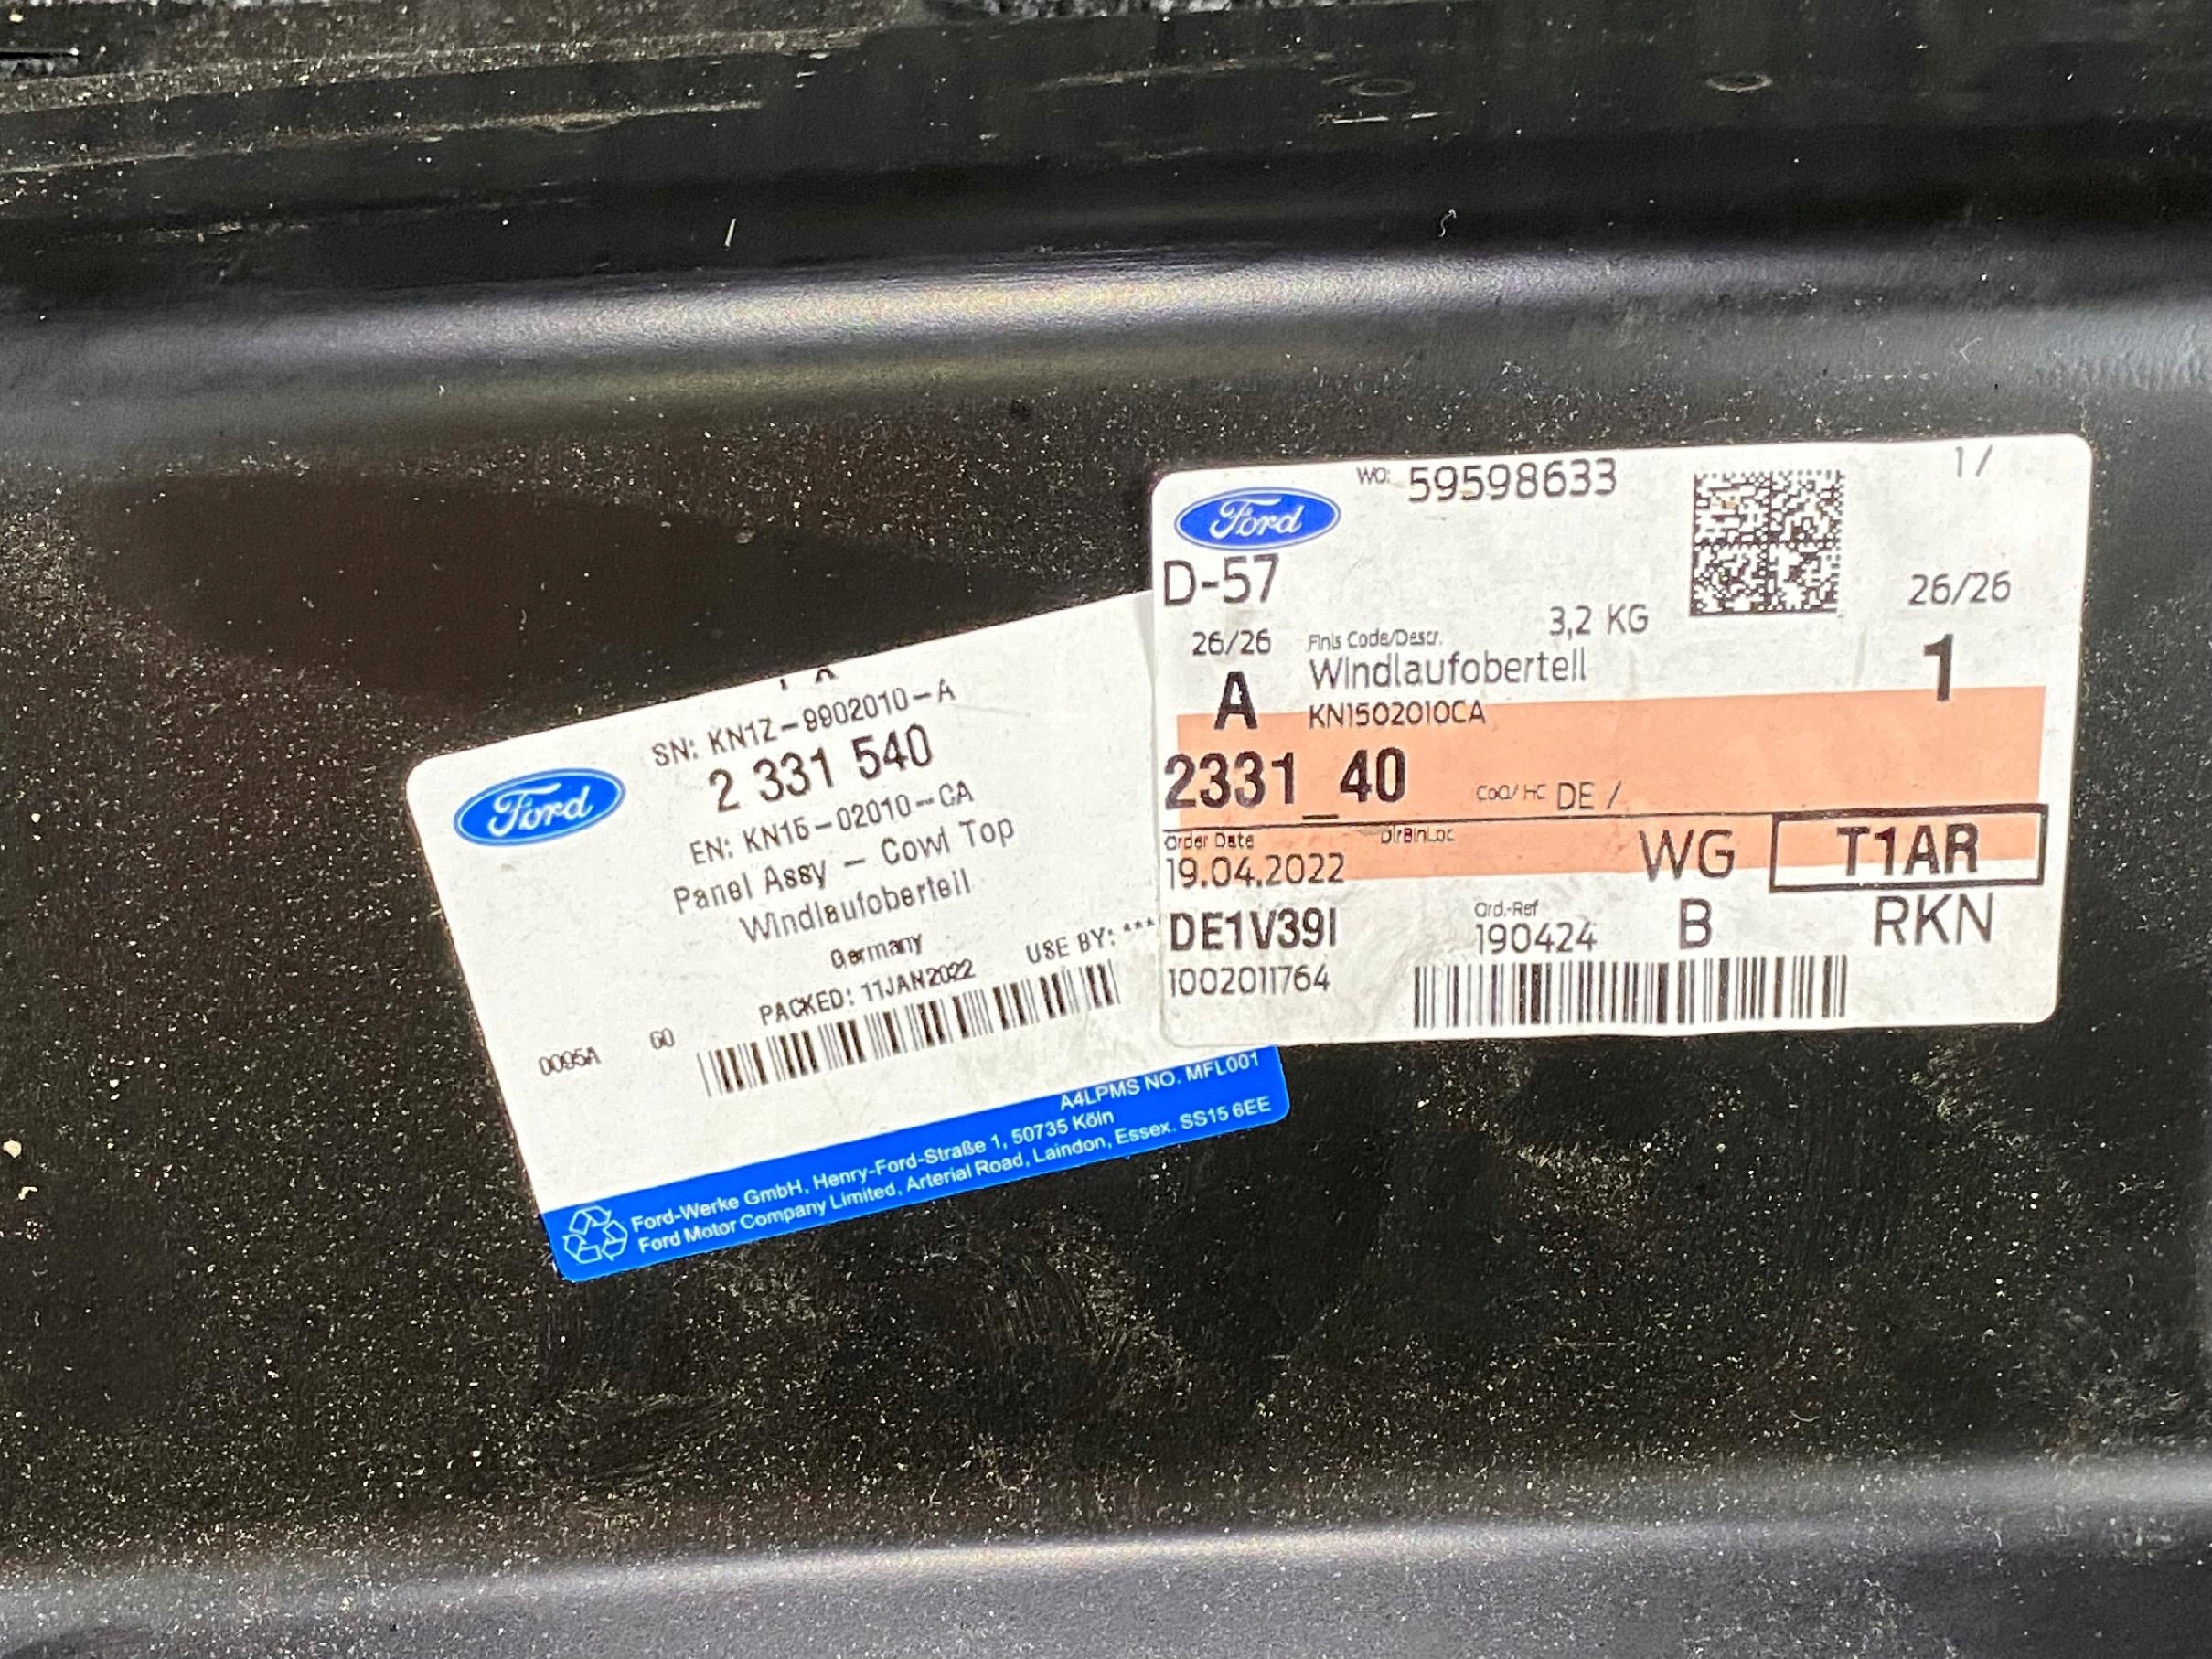 Ford
SN: KN1Z-9902010-A
2 331 540
EN: KN15-02010-CA
Panel Assy - Cowl Top
Windlaufoberteil
Germany
PACKED: 11JAN2022 USE BY: ***
0095A 60
A4LPMS NO. MFL001
Ford-Werke GmbH, Henry-Ford-Straße 1, 50735 Köln
Ford Motor Company Limited, Arterial Road, Laindon, Essex. SS15 6EE
Ford
WO: 59598633
1/
D-57
26/26
3,2 KG
26/26
Finis Code/Descr.
Windlaufoberteil
1
A
KN1502010CA
2331_40
CoO/ HC DE /
Order Date
DirBinLoc
19.04.2022
WG T1AR
DE1V39I
Ord.-Ref
190424
B RKN
1002011764